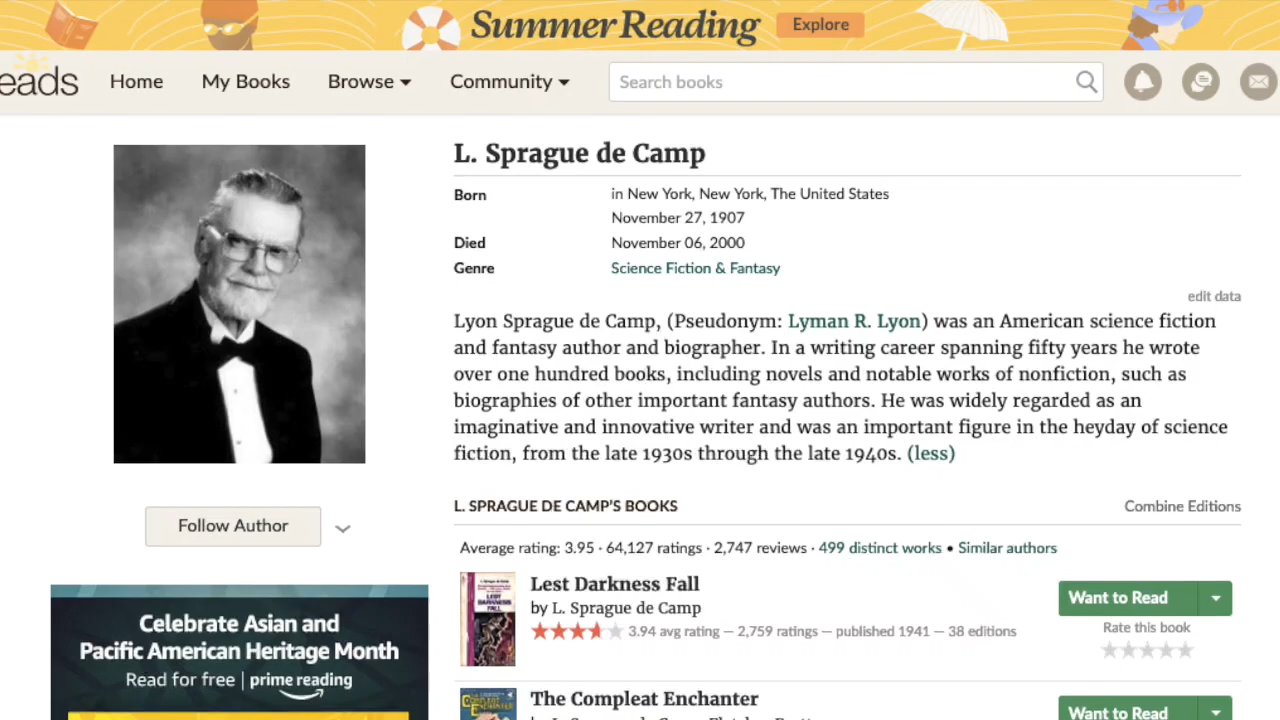 Summer Reading Explore
eads Home My Books Browse Community Search books
L. Sprague de Camp
Born in New York, New York, The United States
November 27, 1907
Died November 06, 2000
Genre Science Fiction & Fantasy
edit data
Lyon Sprague de Camp, (Pseudonym: Lyman R. Lyon) was an American science fiction
and fantasy author and biographer. In a writing career spanning fifty years he wrote
over one hundred books, including novels and notable works of nonfiction, such as
biographies of other important fantasy authors. He was widely regarded as an
imaginative and innovative writer and was an important figure in the heyday of science
fiction, from the late 1930s through the late 1940s. (less)
Follow Author
L. SPRAGUE DE CAMP'S BOOKS Combine Editions
Average rating: 3.95 · 64,127 ratings · 2,747 reviews · 499 distinct works • Similar authors
Lest Darkness Fall
by L. Sprague de Camp
3.94 avg rating — 2,759 ratings — published 1941 — 38 editions
Want to Read
Rate this book
LEST
DARKNESS
FALL
Celebrate Asian and
Pacific American Heritage Month
Read for free | prime reading
The Compleat Enchanter
Want to Read
COMPLEAT
ENCHANTER